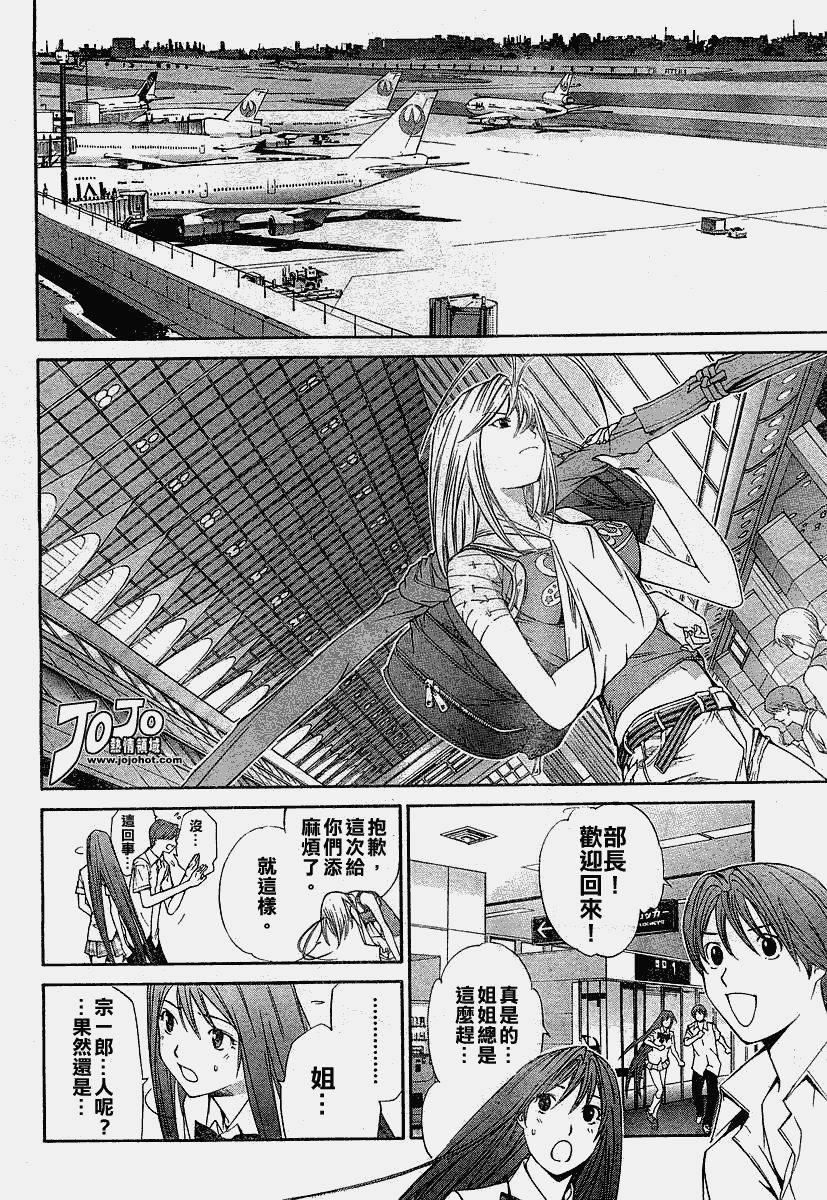 JOJO
熱情領域
www.jojohot.com
部長！
歡迎回來！
真是的…
姐姐總是
這麼趕…
抱歉，
這次給
你們添
麻煩了。
就這樣。
沒…
這回事…
…………
姐…
宗一郎…人呢？
果然還是…
1